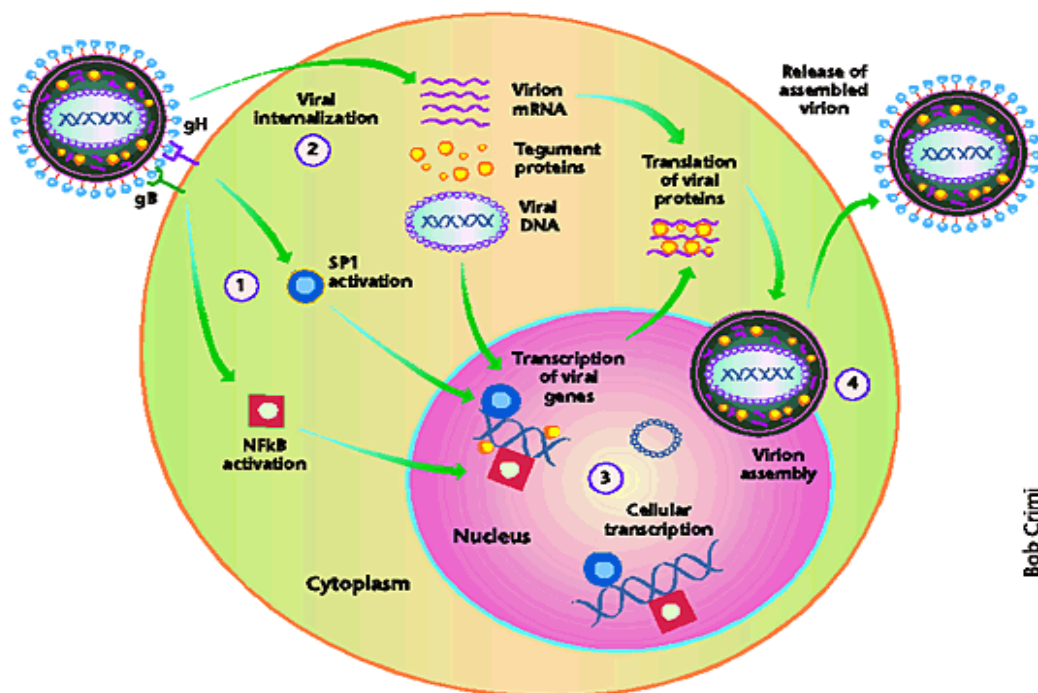 gH
gB
Viral
internalization
2
Virion
mRNA
Tegument
proteins
Viral
DNA
Translation
of viral
proteins
Release of
assembled
virion
1
SP1
activation
NFkB
activation
Transcription
of viral
genes
3
Cellular
transcription
Nucleus
Cytoplasm
4
Virion
assembly
Bob Crimi